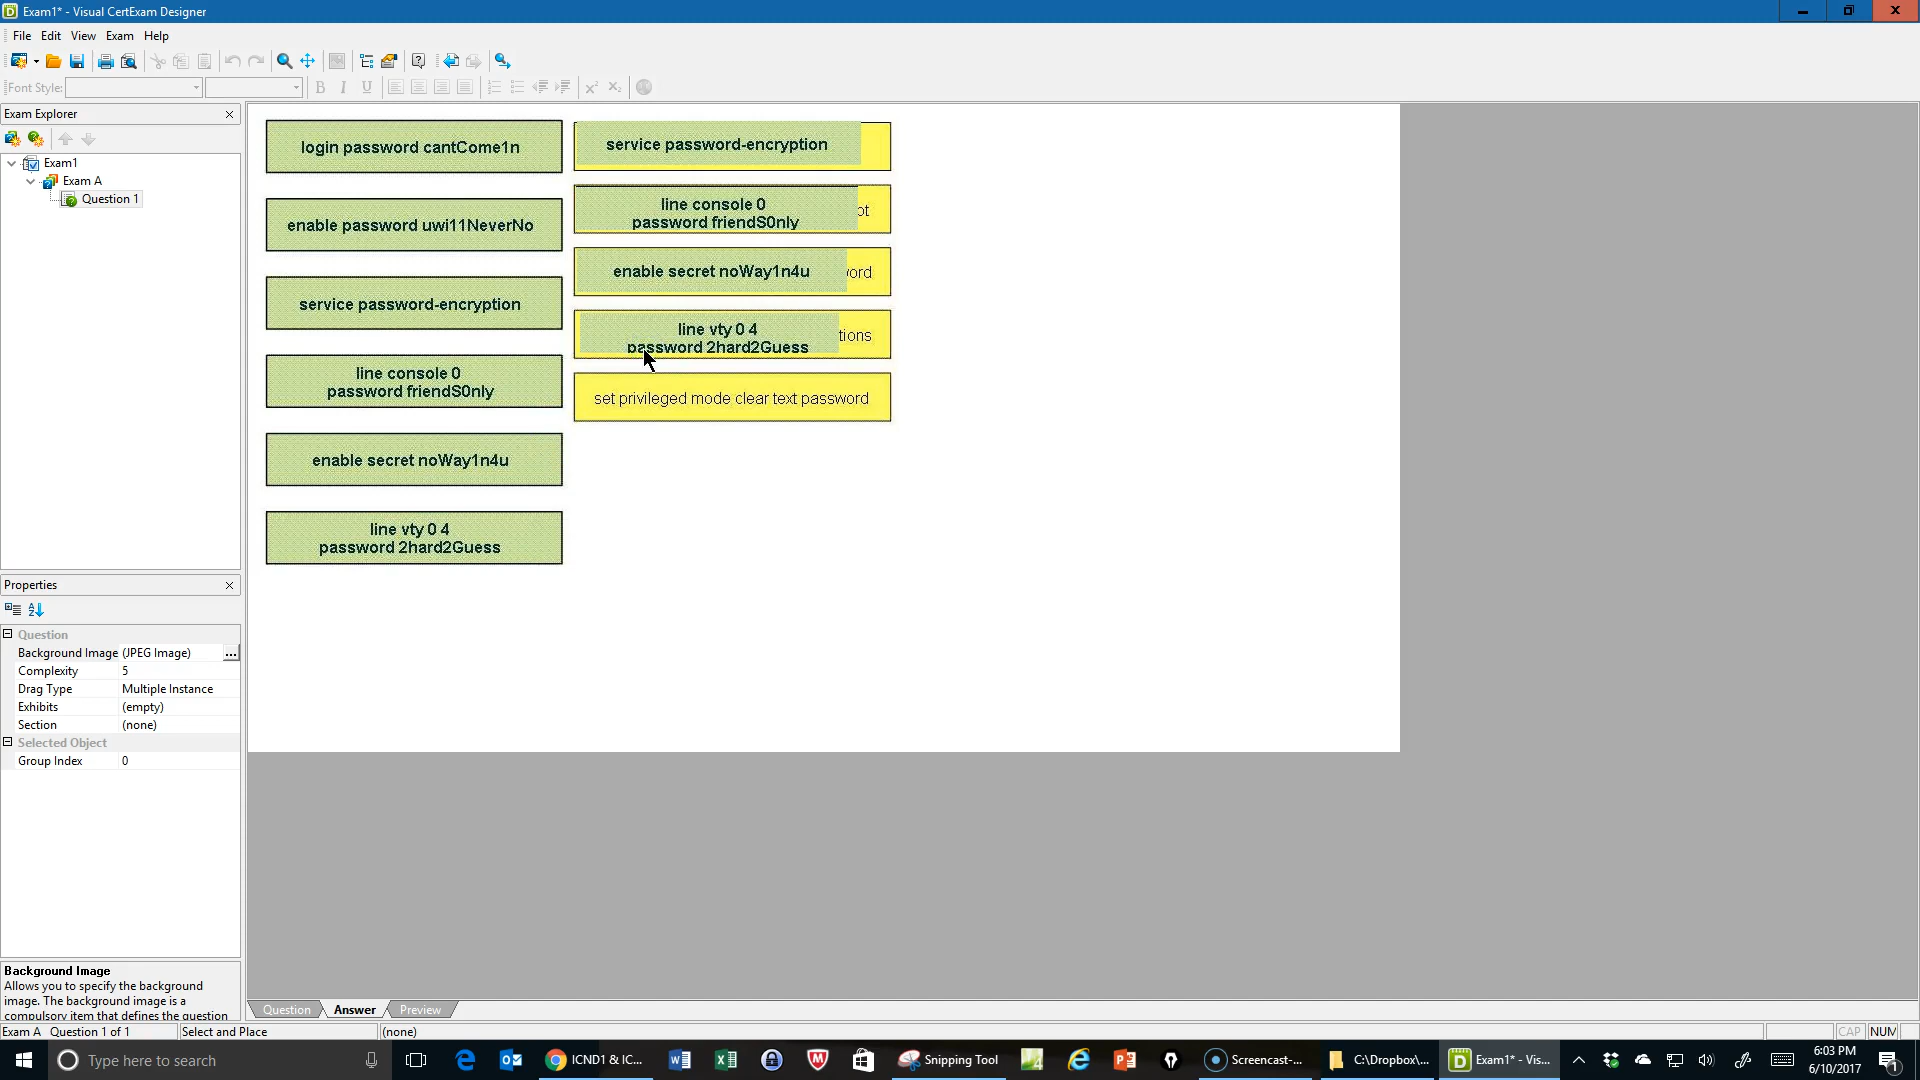 Exam1* - Visual CertExam Designer
File Edit View Exam Help
Font Style:
Exam Explorer
Exam1
Exam A
Question 1
login password cantCome1n
enable password uwi11NeverNo
service password-encryption
line console 0
password friendS0nly
enable secret noWay1n4u
line vty 0 4
password 2hard2Guess
service password-encryption
line console 0
password friendS0nly
ot
enable secret noWay1n4u
ord
line vty 0 4
password 2hard2Guess
tions
set privileged mode clear text password
Properties
Question
Background Image (JPEG Image) ...
Complexity 5
Drag Type Multiple Instance
Exhibits (empty)
Section (none)
Selected Object
Group Index 0
Background Image
Allows you to specify the background
image. The background image is a
compulsory item that defines the question
Question Answer Preview
Exam A Question 1 of 1 Select and Place (none) CAP NUM
Type here to search
ICND1 & IC...
Snipping Tool
Screencast-...
C:\Dropbox\...
Exam1* - Vis...
6:03 PM
6/10/2017